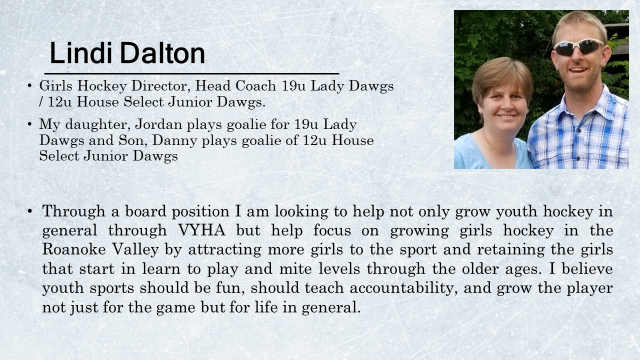 Lindi Dalton
• Girls Hockey Director, Head Coach 19u Lady Dawgs
/ 12u House Select Junior Dawgs.
• My daughter, Jordan plays goalie for 19u Lady
Dawgs and Son, Danny plays goalie of 12u House
Select Junior Dawgs
• Through a board position I am looking to help not only grow youth hockey in
general through VYHA but help focus on growing girls hockey in the
Roanoke Valley by attracting more girls to the sport and retaining the girls
that start in learn to play and mite levels through the older ages. I believe
youth sports should be fun, should teach accountability, and grow the player
not just for the game but for life in general.